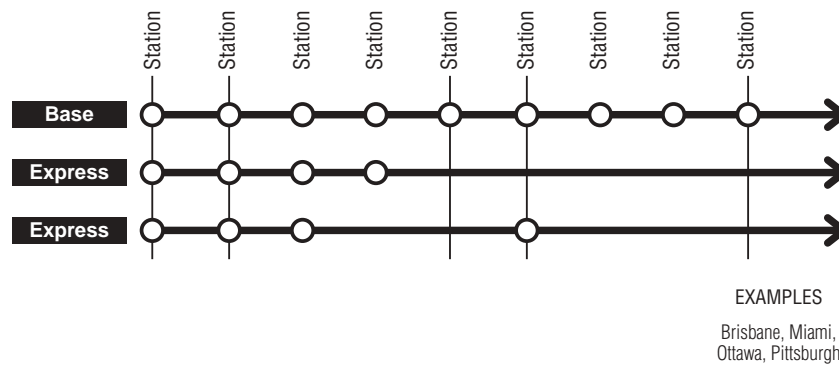 Station
Station
Station
Station
Station
Station
Station
Station
Station
Base
Express
Express
EXAMPLES
Brisbane, Miami,
Ottawa, Pittsburgh